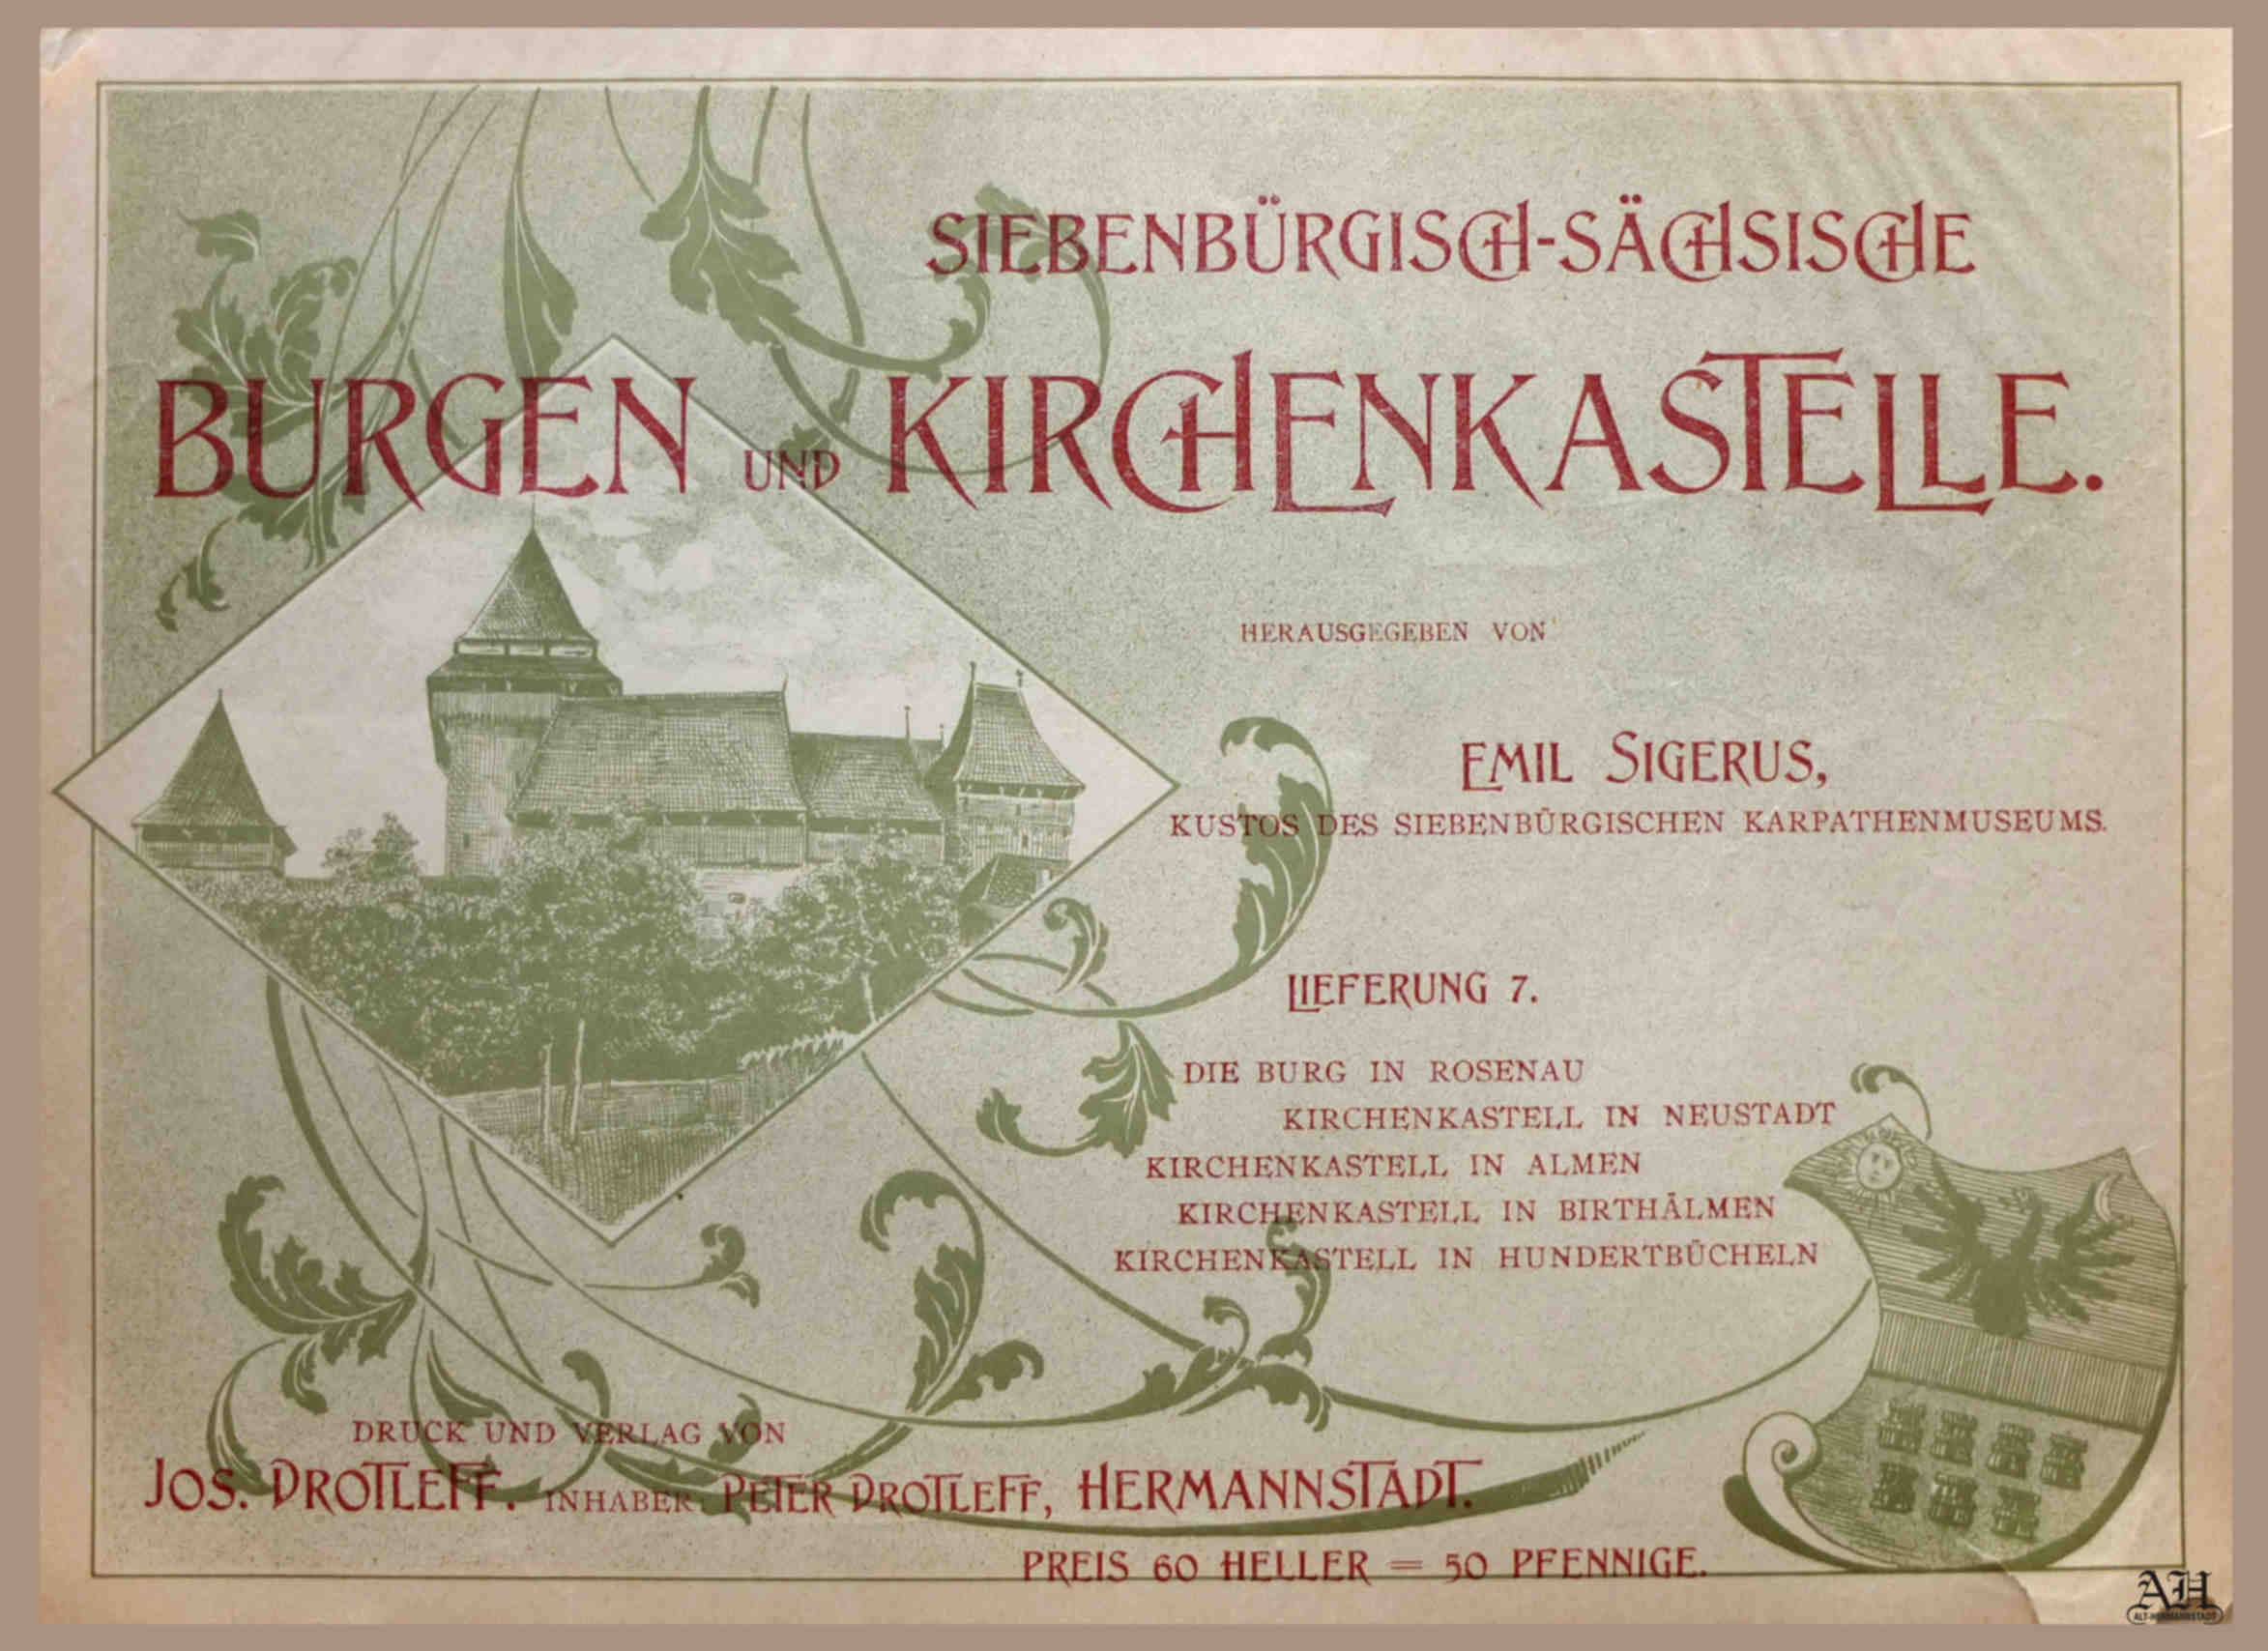 SIEBENBÜRGISCH-SÄCHSISCHE
BURGEN UND KIRCHENKASTELLE.
HERAUSGEGEBEN VON
EMIL SIGERUS,
KUSTOS DES SIEBENBÜRGISCHEN KARPATHENMUSEUMS.
LIEFERUNG 7.
DIE BURG IN ROSENAU
KIRCHENKASTELL IN NEUSTADT
KIRCHENKASTELL IN ALMEN
KIRCHENKASTELL IN BIRTHÄLMEN
KIRCHENKASTELL IN HUNDERTBÜCHELN
DRUCK UND VERLAG VON
JOS. DROTLEFF. INHABER: PETER DROTLEFF, HERMANNSTADT.
PREIS 60 HELLER = 50 PFENNIGE.
AH
ALT-HERMANNSTADT